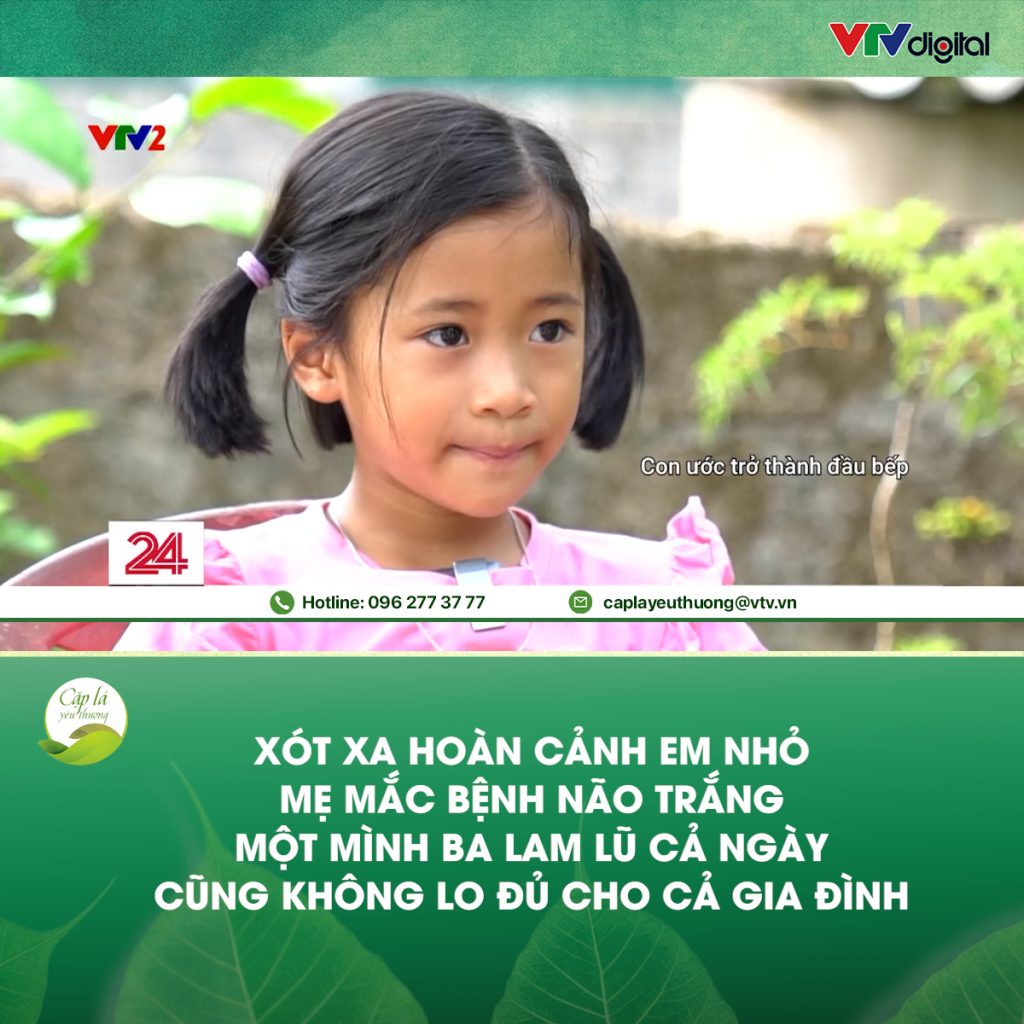 VTVdigital
VTV2
Con ước trở thành đầu bếp
24
Hotline: 096 277 37 77
caplayeuthuong@vtv.vn
Cặp lá
yêu thương
XÓT XA HOÀN CẢNH EM NHỎ
MẸ MẮC BỆNH NÃO TRẮNG
MỘT MÌNH BA LAM LŨ CẢ NGÀY
CŨNG KHÔNG LO ĐỦ CHO CẢ GIA ĐÌNH